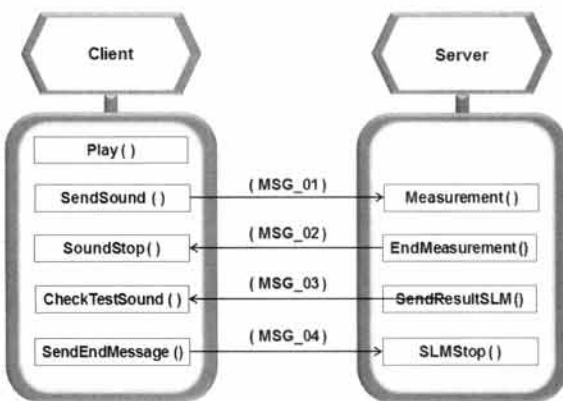 Client
Server
Play ( )
( MSG_01 )
SendSound ( )
Measurement( )
( MSG_02 )
SoundStop( )
EndMeasurement()
( MSG_03 )
CheckTestSound ( )
SendResultSLM()
( MSG_04 )
SendEndMessage ()
SLMStop( )